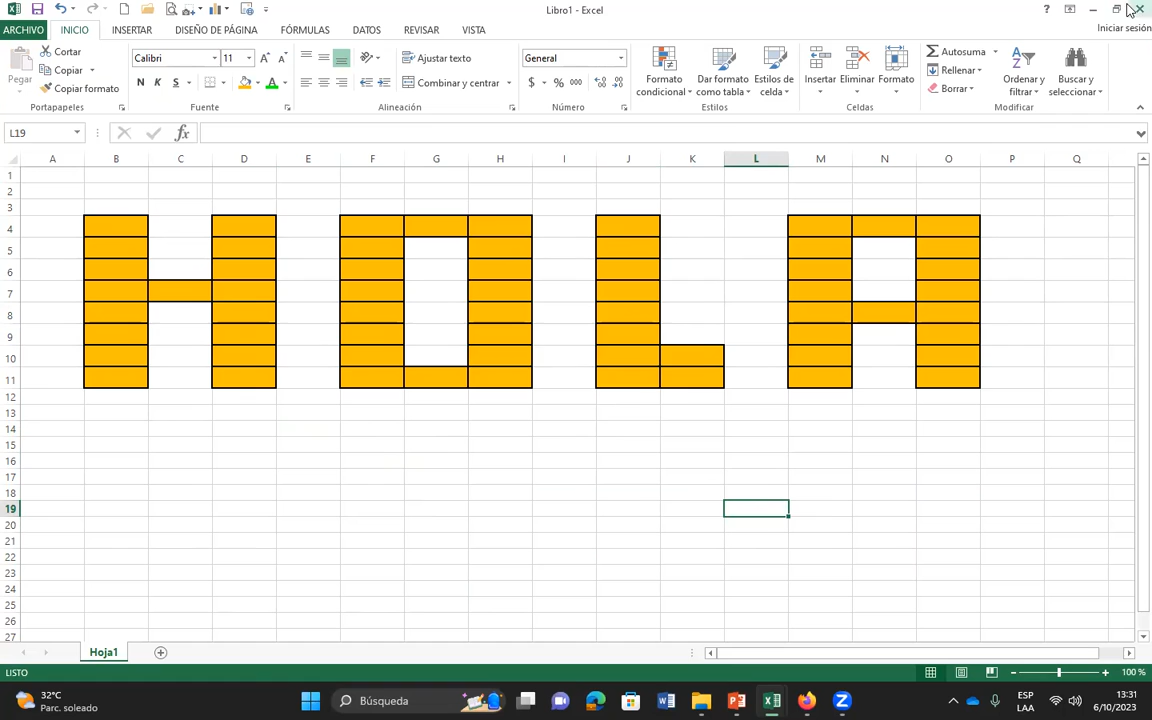 Libro1 - Excel
?
ARCHIVO INICIO INSERTAR DISEÑO DE PÁGINA FÓRMULAS DATOS REVISAR VISTA Iniciar sesión
Pegar
Cortar
Copiar
Copiar formato
Portapapeles
Calibri 11
N K S
Fuente
Ajustar texto
Combinar y centrar
Alineación
General
$ % 000
Número
Formato condicional
Dar formato como tabla
Estilos de celda
Estilos
Insertar Eliminar Formato
Celdas
Autosuma
Rellenar
Borrar
Ordenar y filtrar
Buscar y seleccionar
Modificar
L19
fx
A B C D E F G H I J K L M N O P Q
1
2
3
4
5
6
7
8
9
10
11
12
13
14
15
16
17
18
19
20
21
22
23
24
25
26
27
HOLA
Hoja1
LISTO
100 %
32°C
Parc. soleado
Búsqueda
ESP
LAA
13:31
6/10/2023